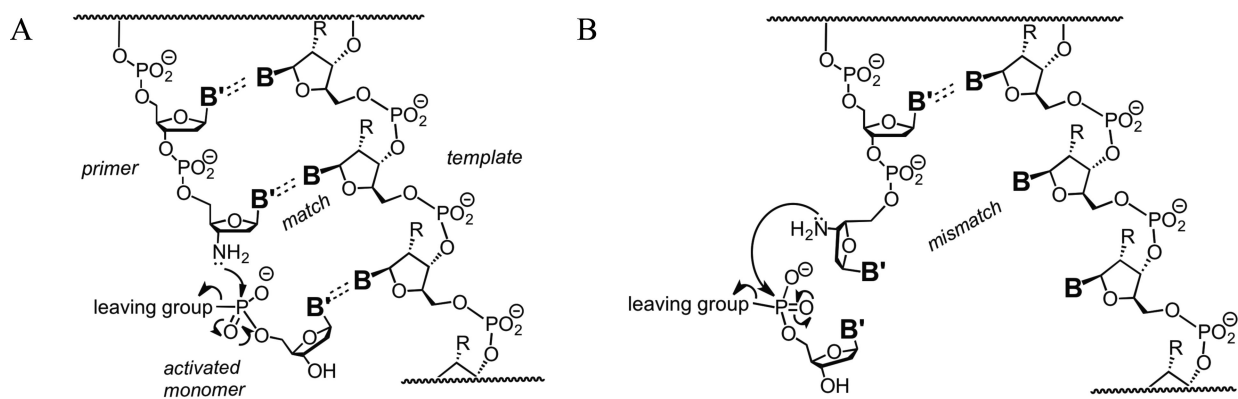 A
B
R
O
O
PO2⊖
O
B'
B
O
O
O
PO2⊖
O
O
R
O
primer
PO2⊖
template
O
B'
B
match
O
O
O
PO2⊖
R
O
NH2
⊖
O
leaving group
P
B
O
O
O
O
B'
PO2⊖
O
R
O
activated
monomer
OH
R
O
O
PO2⊖
O
B'
B
O
O
O
PO2⊖
O
O
R
PO2⊖
O
B
O
O
mismatch
H2N
O
B'
PO2⊖
R
O
O⊖
leaving group
P
O
B
O
O
O
B'
PO2⊖
O
R
O
OH